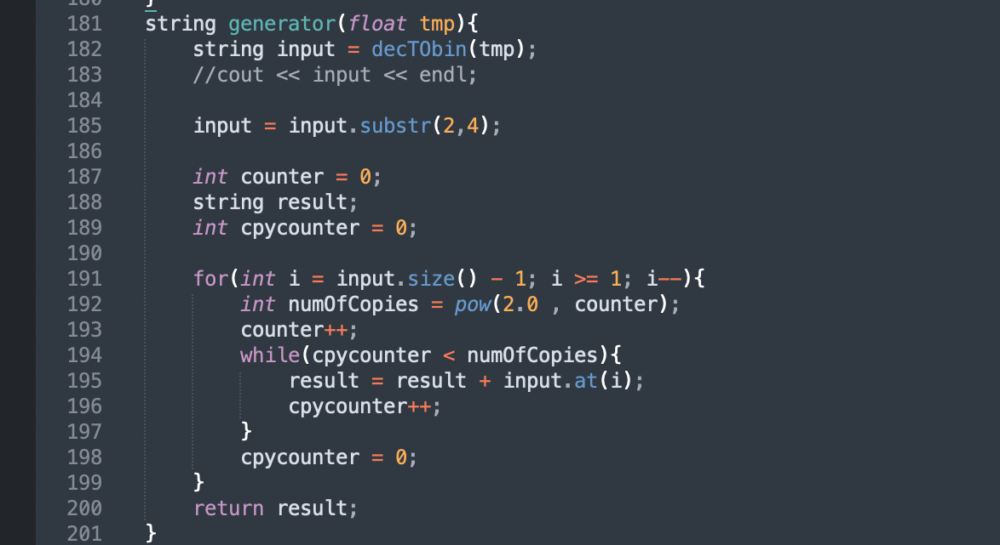 180 }
181 string generator(float tmp){
182 string input = decTObin(tmp);
183 //cout << input << endl;
184
185 input = input.substr(2,4);
186
187 int counter = 0;
188 string result;
189 int cpycounter = 0;
190
191 for(int i = input.size() - 1; i >= 1; i--){
192 int numOfCopies = pow(2.0 , counter);
193 counter++;
194 while(cpycounter < numOfCopies){
195 result = result + input.at(i);
196 cpycounter++;
197 }
198 cpycounter = 0;
199 }
200 return result;
201 }